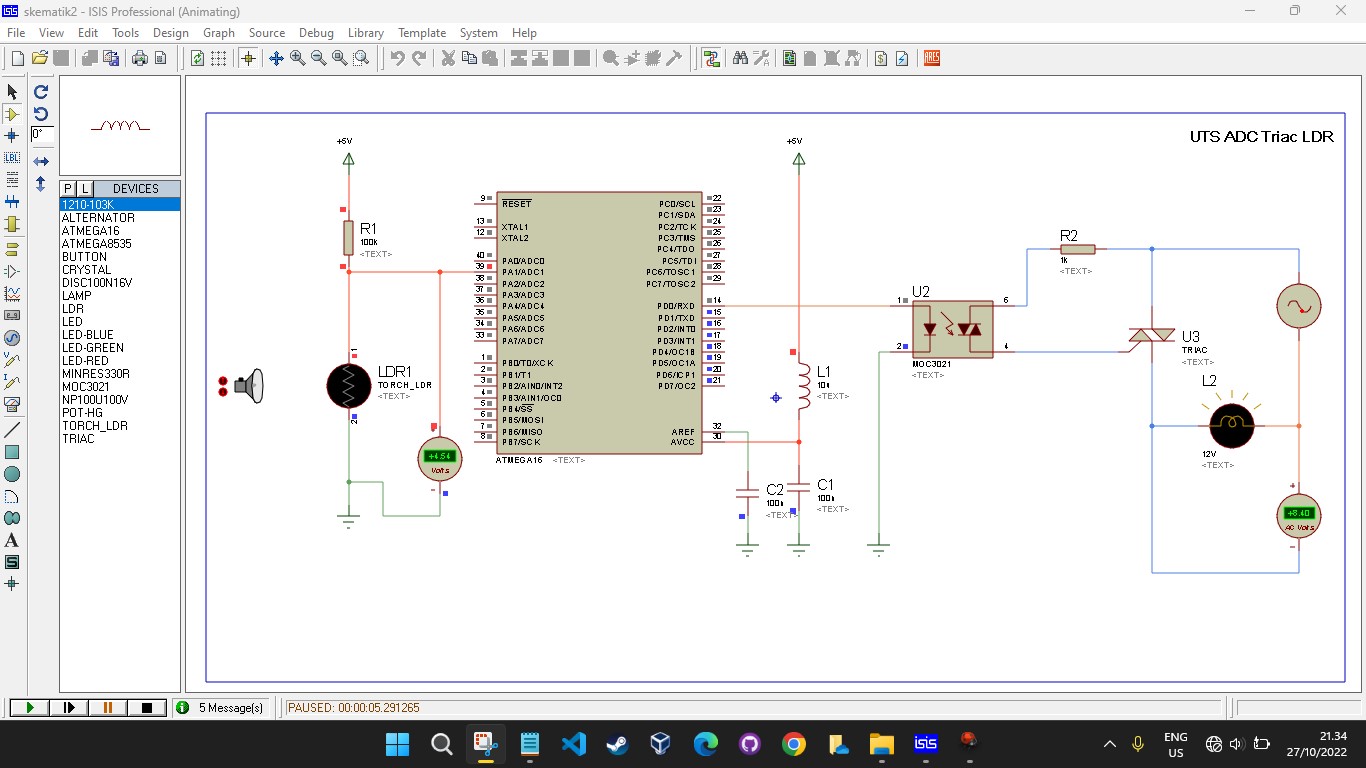 skematik2 - ISIS Professional (Animating)
File View Edit Tools Design Graph Source Debug Library Template System Help
0°
LBL
P L DEVICES
1210-103K
ALTERNATOR
ATMEGA16
ATMEGA8535
BUTTON
CRYSTAL
DISC100N16V
LAMP
LDR
LED
LED-BLUE
LED-GREEN
LED-RED
MINRES330R
MOC3021
NP100U100V
POT-HG
TORCH_LDR
TRIAC
UTS ADC Triac LDR
+5V
R1
100k
<TEXT>
LDR1
TORCH_LDR
<TEXT>
1
2
+4.54
Volts
9 RESET
13 XTAL1
12 XTAL2
40 PA0/ADC0
39 PA1/ADC1
38 PA2/ADC2
37 PA3/ADC3
36 PA4/ADC4
35 PA5/ADC5
34 PA6/ADC6
33 PA7/ADC7
1 PB0/T0/XCK
2 PB1/T1
3 PB2/AIN0/INT2
4 PB3/AIN1/OC0
5 PB4/SS
6 PB5/MOSI
7 PB6/MISO
8 PB7/SCK
PC0/SCL 22
PC1/SDA 23
PC2/TCK 24
PC3/TMS 25
PC4/TDO 26
PC5/TDI 27
PC6/TOSC1 28
PC7/TOSC2 29
PD0/RXD 14
PD1/TXD 15
PD2/INT0 16
PD3/INT1 17
PD4/OC1B 18
PD5/OC1A 19
PD6/ICP1 20
PD7/OC2 21
AREF 32
AVCC 30
ATMEGA16 <TEXT>
+5V
L1
10u
<TEXT>
C2
100n
<TEXT>
C1
100n
<TEXT>
U2
1
2
6
4
MOC3021
<TEXT>
R2
1k
<TEXT>
U3
TRIAC
<TEXT>
L2
12V
<TEXT>
+8.40
AC Volts
5 Message(s)
PAUSED: 00:00:05.291265
ENG
US
21.34
27/10/2022